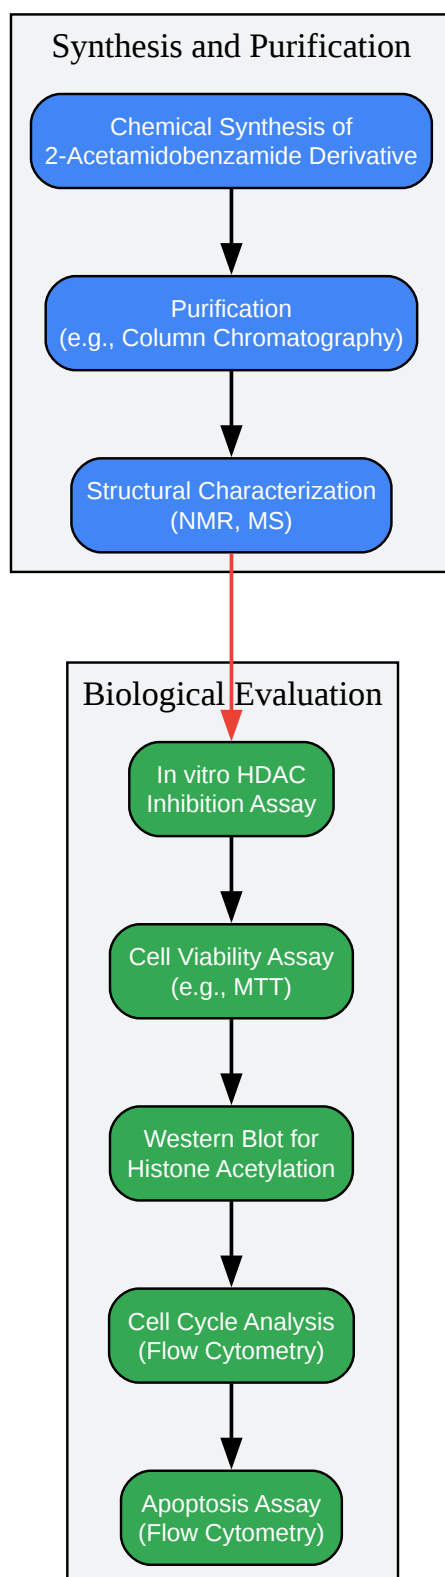 Synthesis and Purification
Chemical Synthesis of
2-Acetamidobenzamide Derivative
Purification
(e.g., Column Chromatography)
Structural Characterization
(NMR, MS)
Biological Evaluation
In vitro HDAC
Inhibition Assay
Cell Viability Assay
(e.g., MTT)
Western Blot for
Histone Acetylation
Cell Cycle Analysis
(Flow Cytometry)
Apoptosis Assay
(Flow Cytometry)